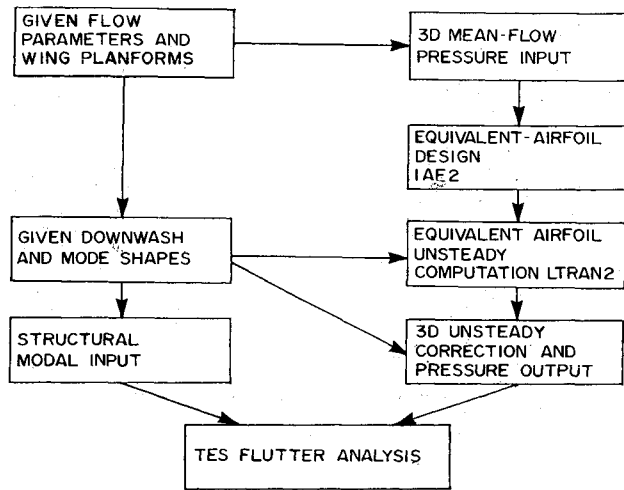 GIVEN FLOW
PARAMETERS AND
WING PLANFORMS
3D MEAN-FLOW
PRESSURE INPUT
EQUIVALENT-AIRFOIL
DESIGN
IAE2
GIVEN DOWNWASH
AND MODE SHAPES
EQUIVALENT AIRFOIL
UNSTEADY
COMPUTATION LTRAN2
STRUCTURAL
MODAL INPUT
3D UNSTEADY
CORRECTION AND
PRESSURE OUTPUT
TES FLUTTER ANALYSIS